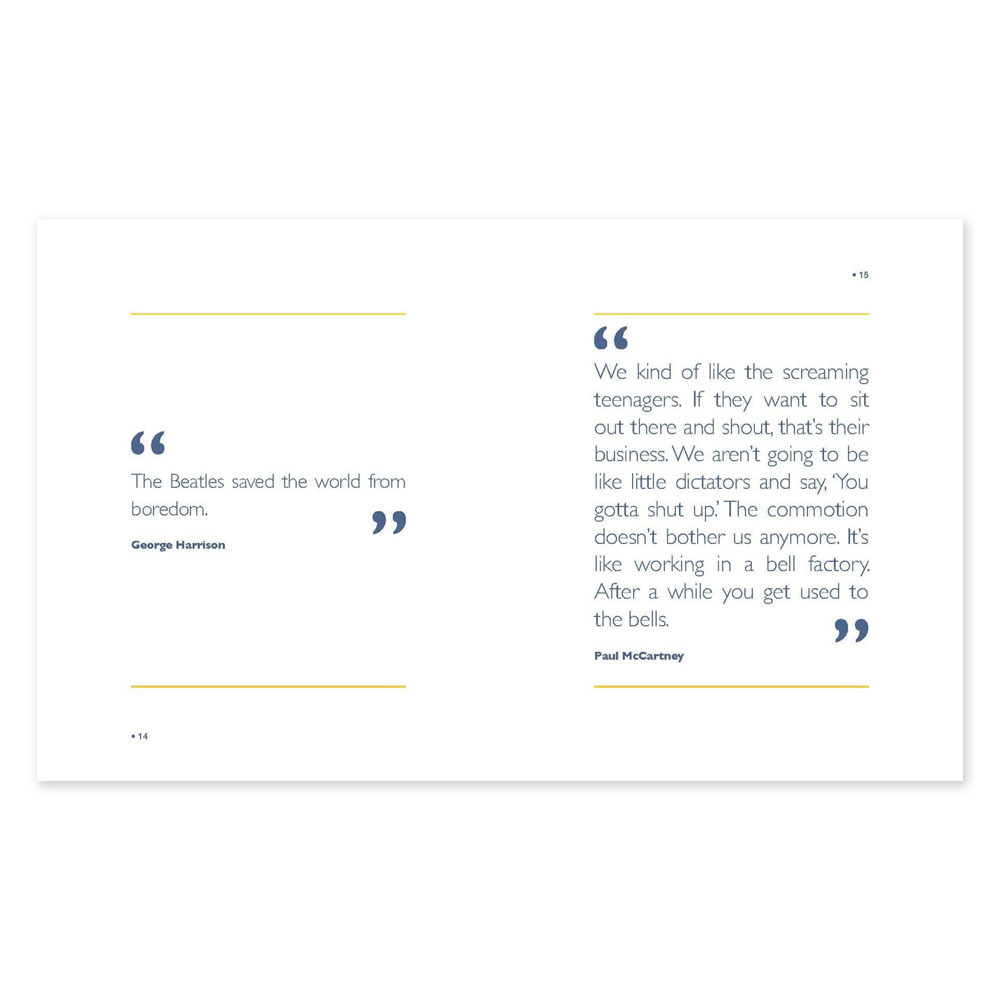 “
The Beatles saved the world from
boredom.
”
George Harrison
• 14
• 15
“
We kind of like the screaming
teenagers. If they want to sit
out there and shout, that’s their
business. We aren’t going to be
like little dictators and say, ‘You
gotta shut up.’ The commotion
doesn’t bother us anymore. It’s
like working in a bell factory.
After a while you get used to
the bells.
”
Paul McCartney